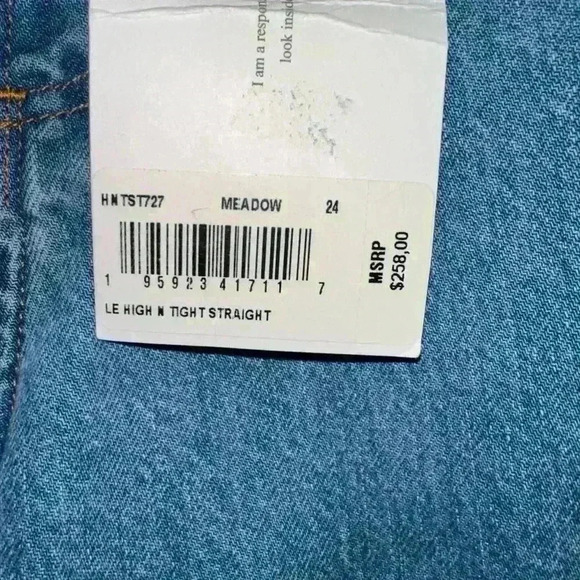 I am a respon
look insid
HNTST727 MEADOW 24
1 95923 41711 7
LE HIGH N TIGHT STRAIGHT
MSRP
$258,00